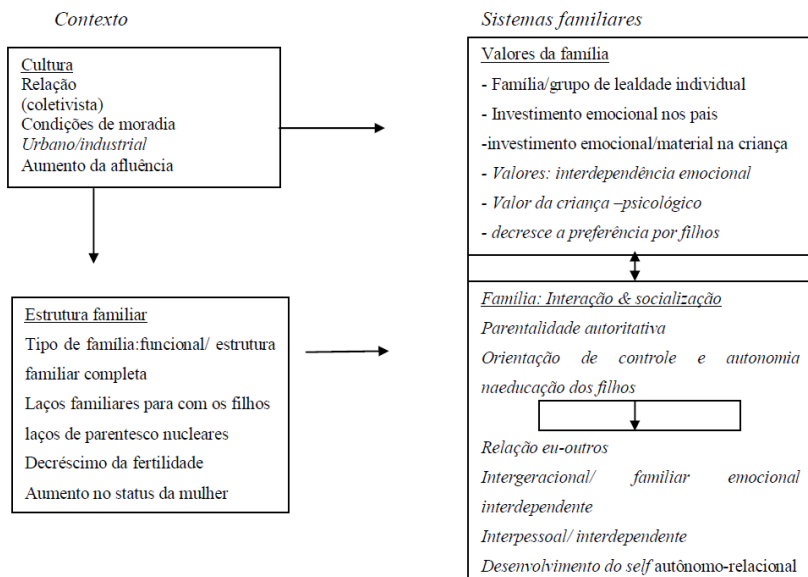 Contexto
Cultura
Relação
(coletivista)
Condições de moradia
Urbano/industrial
Aumento da afluência
Estrutura familiar
Tipo de família:funcional/ estrutura
familiar completa
Laços familiares para com os filhos
laços de parentesco nucleares
Decréscimo da fertilidade
Aumento no status da mulher
Sistemas familiares
Valores da família
- Família/grupo de lealdade individual
- Investimento emocional nos pais
-investimento emocional/material na criança
- Valores: interdependência emocional
- Valor da criança –psicológico
- decresce a preferência por filhos
Família: Interação & socialização
Parentalidade autoritativa
Orientação de controle e autonomia
naeducação dos filhos
Relação eu-outros
Intergeracional/ familiar emocional
interdependente
Interpessoal/ interdependente
Desenvolvimento do self autônomo-relacional